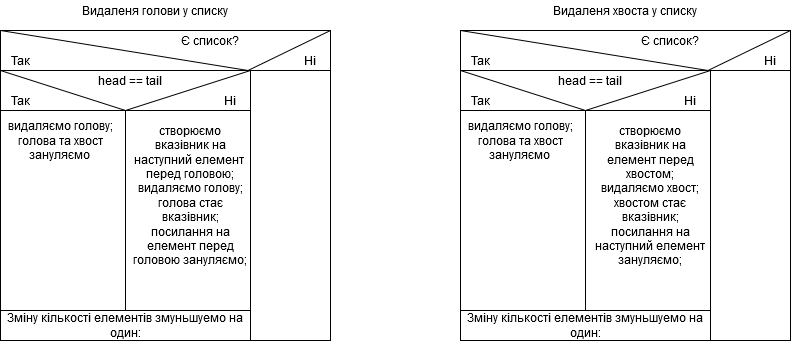 Видаленя голови у списку
Є список?
Так
Ні
head == tail
Так
Ні
видаляємо голову;
голова та хвост
зануляємо
створюємо
вказівник на
наступний елемент
перед головою;
видаляємо голову;
голова стає
вказівник;
посилання на
елемент перед
головою зануляємо;
Зміну кількості елементів змуньшуемо на
один:
Видаленя хвоста у списку
Є список?
Так
Ні
head == tail
Так
Ні
видаляємо голову;
голова та хвост
зануляємо
створюємо
вказівник на
елемент перед
хвостом;
видаляємо хвост;
хвостом стає
вказівник;
посилання на
наступний елемент
зануляємо;
Зміну кількості елементів змуньшуемо на
один: